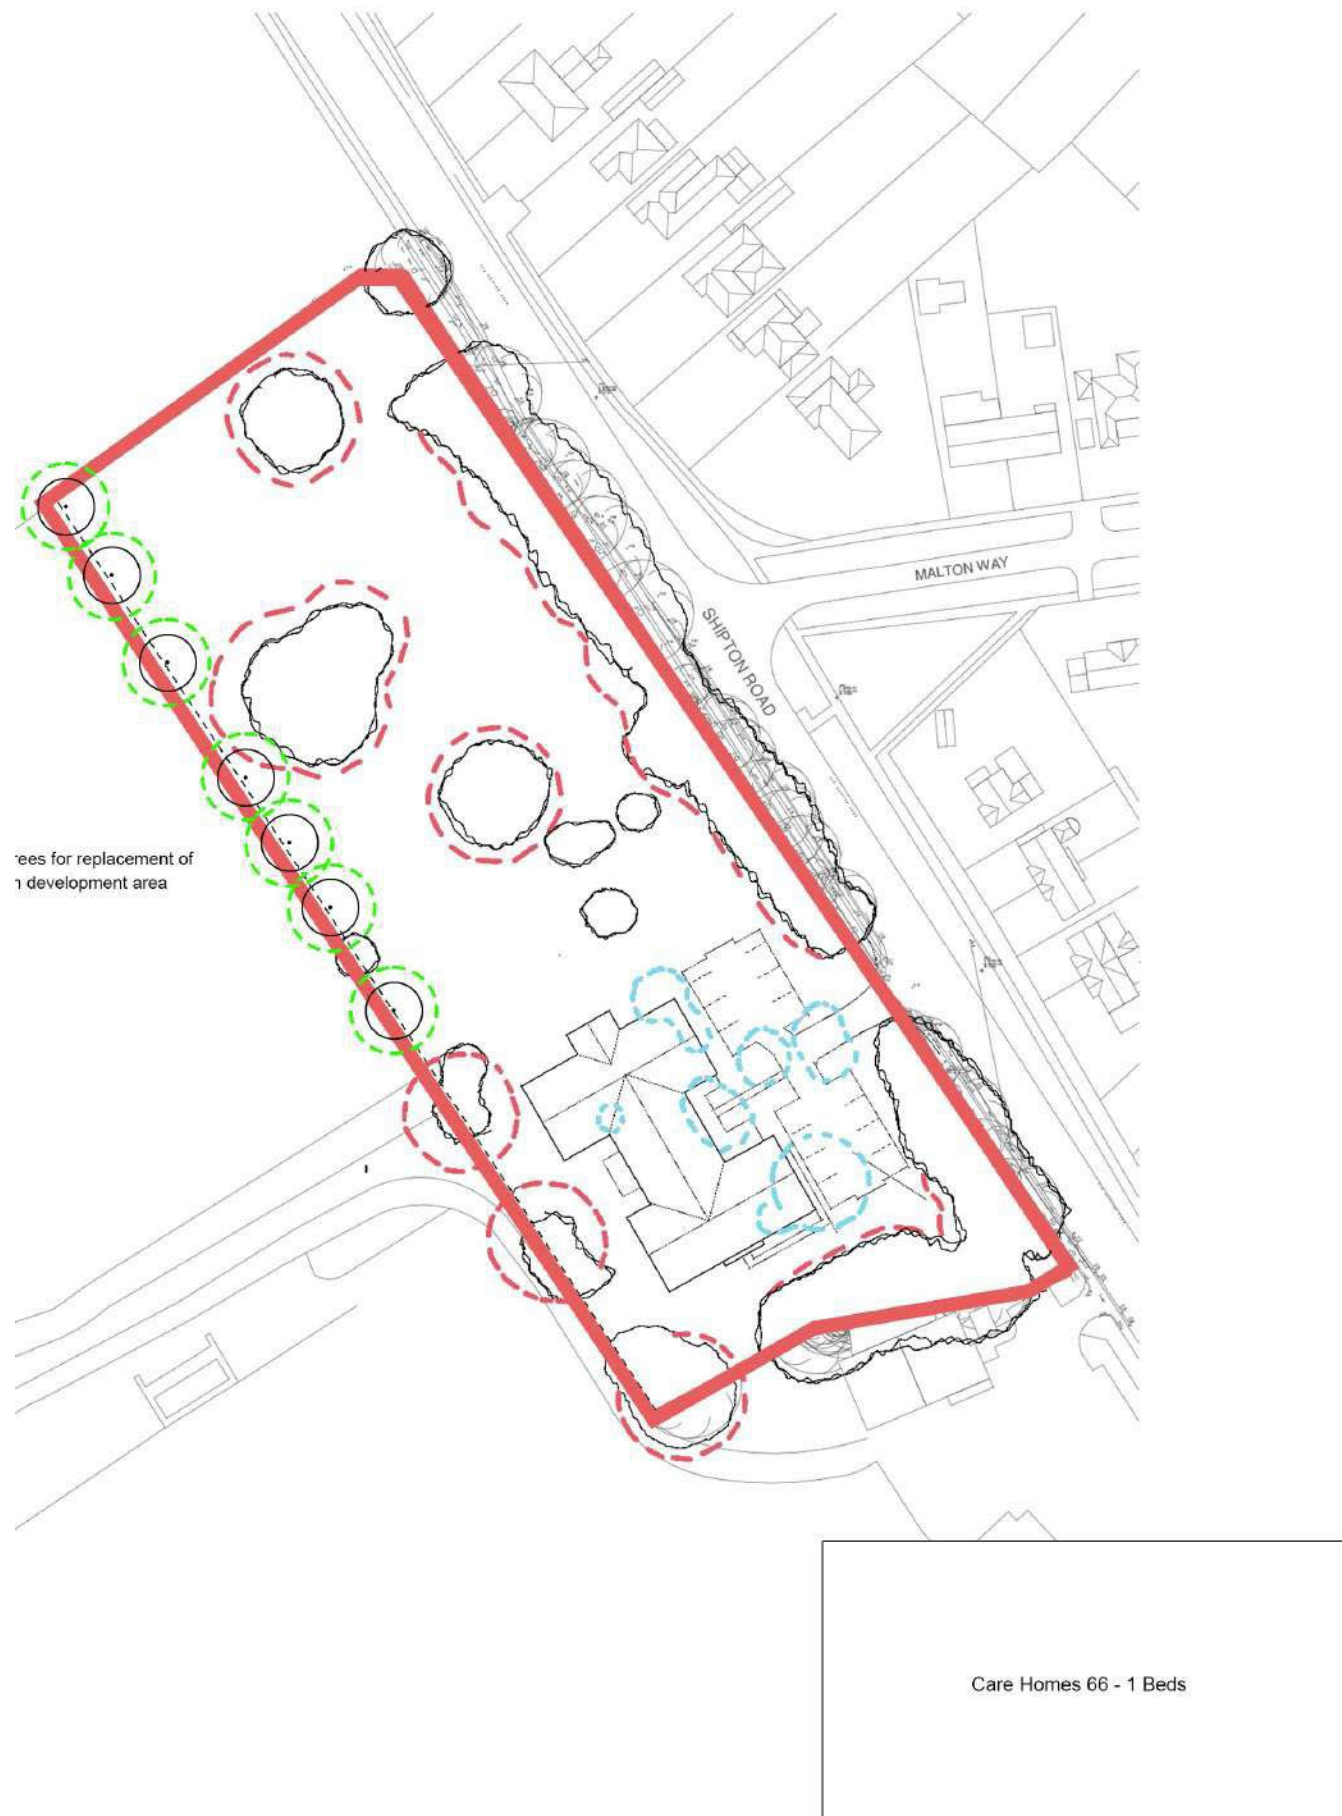 MALTON WAY
SHIPTON ROAD
rees for replacement of
development area
Care Homes 66 - 1 Beds